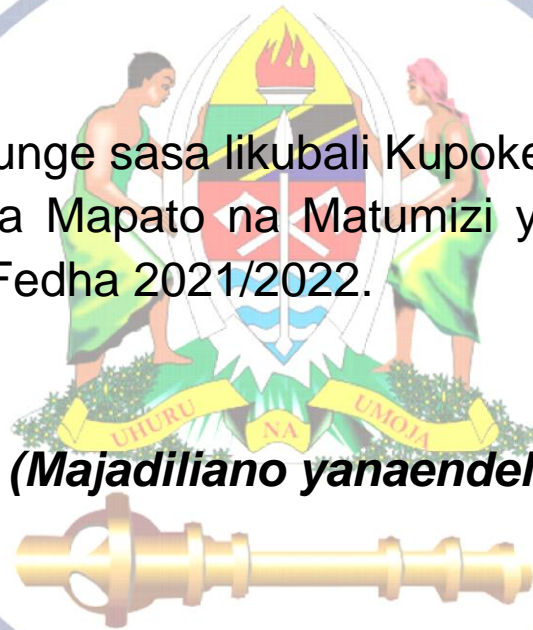 unge sasa likubali Kupoke
a Mapato na Matumizi y
Fedha 2021/2022.
UHURU NA UMOJA
(Majadiliano yanaendel